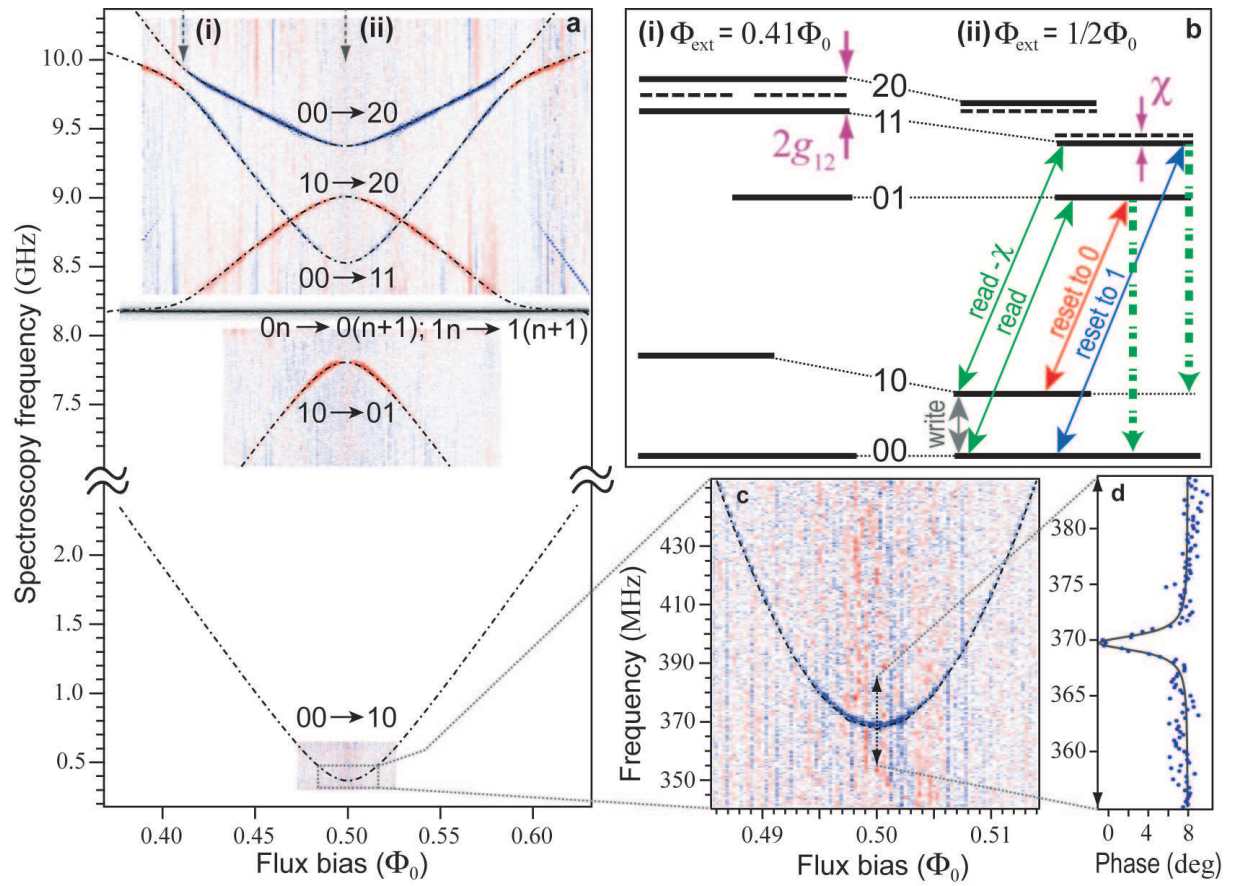 a
(i)
(ii)
10.0
9.5
9.0
8.5
8.0
7.5
2.0
1.5
1.0
0.5
Spectroscopy frequency (GHz)
00→20
10→20
00→11
0n → 0(n+1); 1n → 1(n+1)
10→01
00→10
0.40
0.45
0.50
0.55
0.60
Flux bias (Φ₀)
(i) Φext = 0.41Φ₀
(ii) Φext = 1/2Φ₀
b
20
11
2g₁₂
χ
01
10
00
read - χ
read
reset to 0
reset to 1
write
c
430
410
390
370
350
Frequency (MHz)
0.49
0.50
0.51
Flux bias (Φ₀)
d
380
375
370
365
360
0 4 8
Phase (deg)